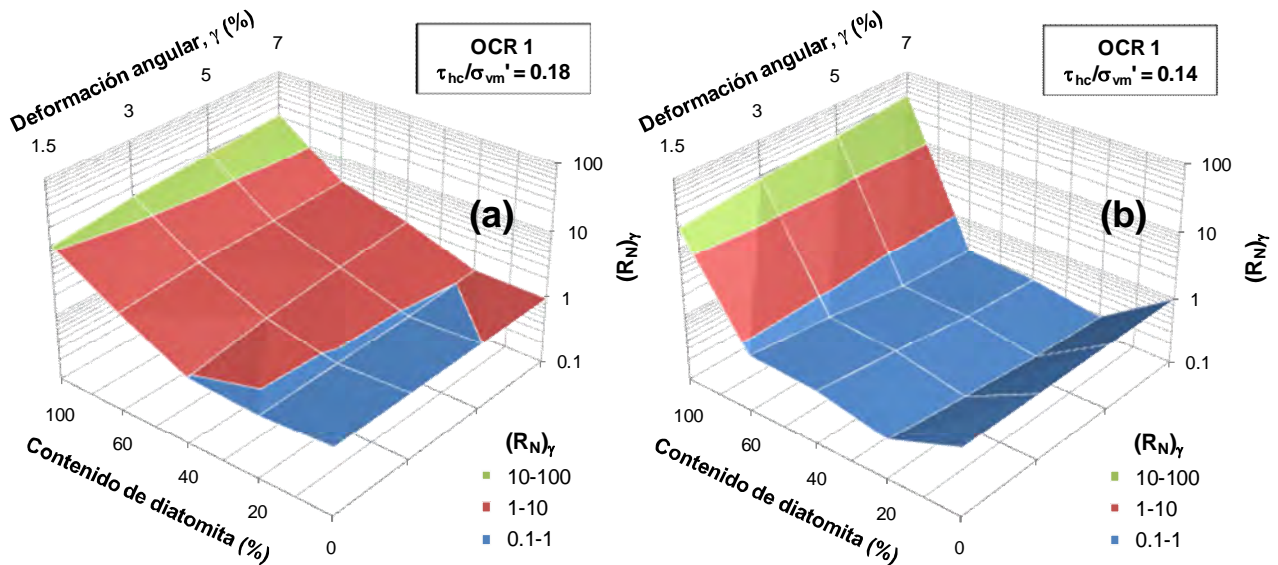 Deformación angular, γ (%)
1.5
3
5
7
OCR 1
τhc/σvm' = 0.18
(a)
100
10
1
0.1
(RN)γ
100
60
40
20
0
Contenido de diatomita (%)
(RN)γ
10-100
1-10
0.1-1
Deformación angular, γ (%)
1.5
3
5
7
OCR 1
τhc/σvm' = 0.14
(b)
100
10
1
0.1
(RN)γ
100
60
40
20
0
Contenido de diatomita (%)
(RN)γ
10-100
1-10
0.1-1